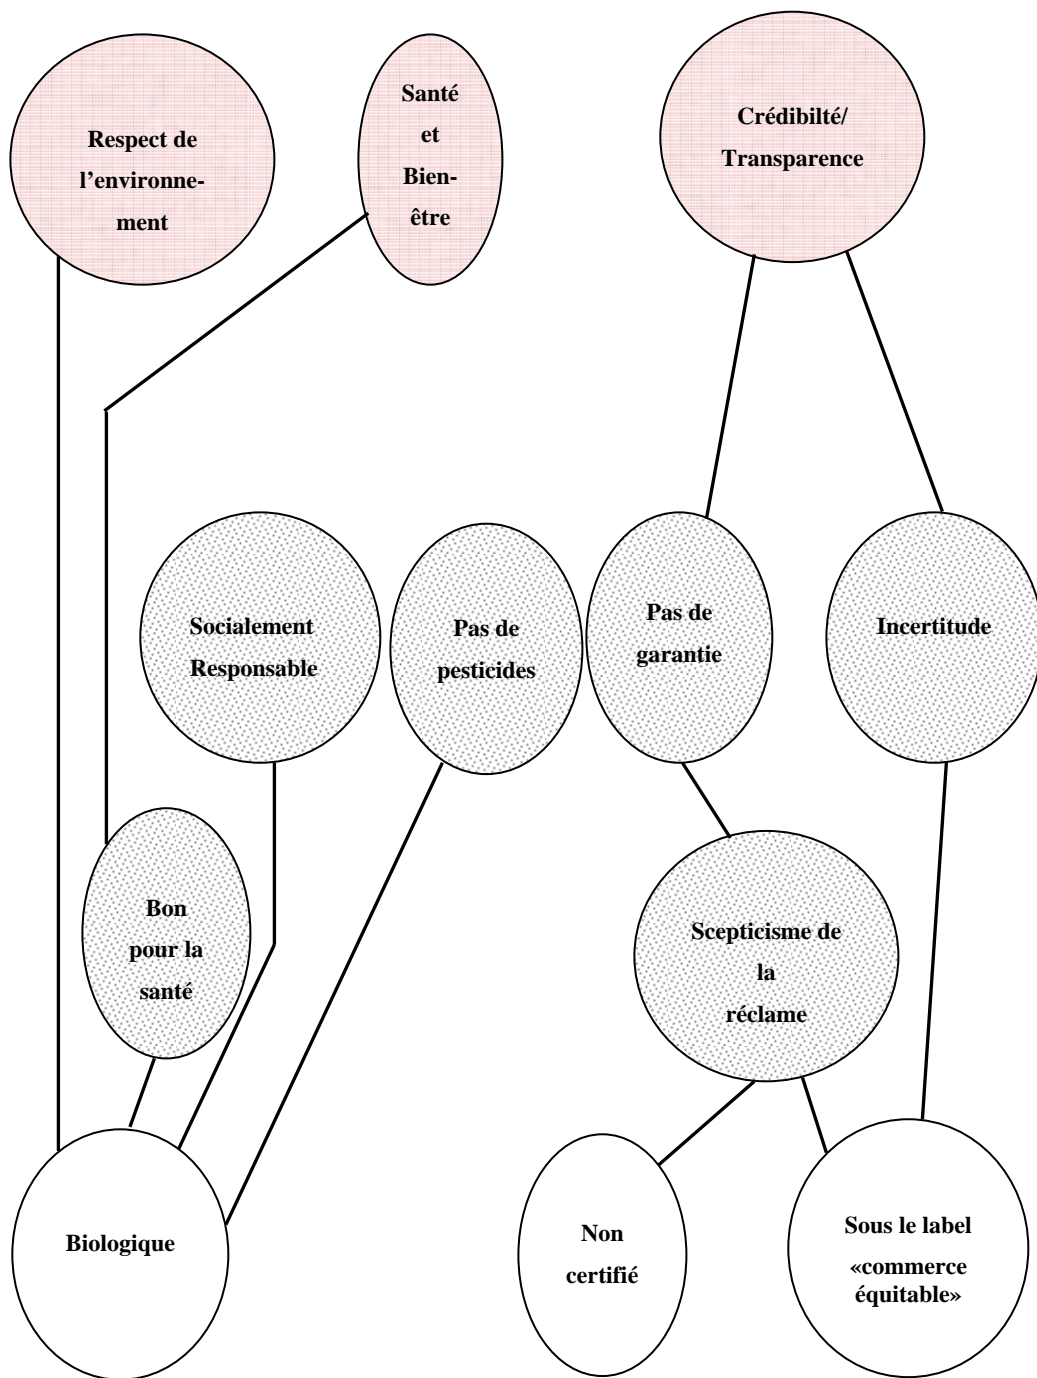 Respect de
l'environne-
ment
Santé
et
Bien-
être
Crédibilté/
Transparence
Socialement
Responsable
Pas de
pesticides
Pas de
garantie
Incertitude
Bon
pour la
santé
Scepticisme de
la
réclame
Biologique
Non
certifié
Sous le label
«commerce
équitable»